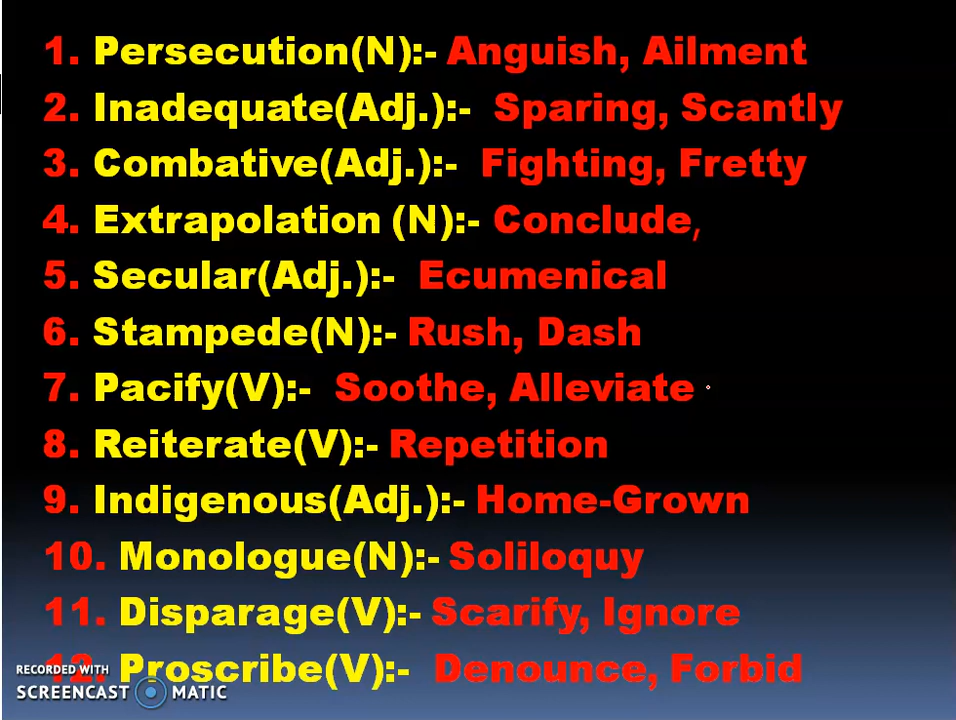 1. Persecution(N):- Anguish, Ailment
2. Inadequate(Adj.):- Sparing, Scantly
3. Combative(Adj.):- Fighting, Fretty
4. Extrapolation (N):- Conclude,
5. Secular(Adj.):- Ecumenical
6. Stampede(N):- Rush, Dash
7. Pacify(V):- Soothe, Alleviate
8. Reiterate(V):- Repetition
9. Indigenous(Adj.):- Home-Grown
10. Monologue(N):- Soliloquy
11. Disparage(V):- Scarify, Ignore
12. Proscribe(V):- Denounce, Forbid
RECORDED WITH
SCREENCAST MATIC